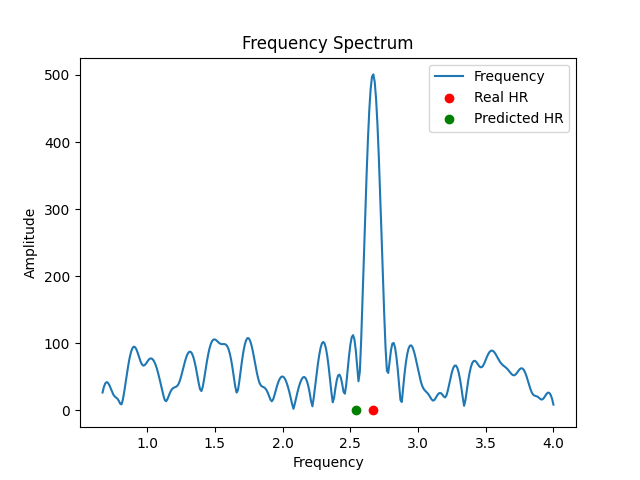 Frequency Spectrum
Frequency
Real HR
Predicted HR
500
400
300
200
100
0
Amplitude
1.0 1.5 2.0 2.5 3.0 3.5 4.0
Frequency